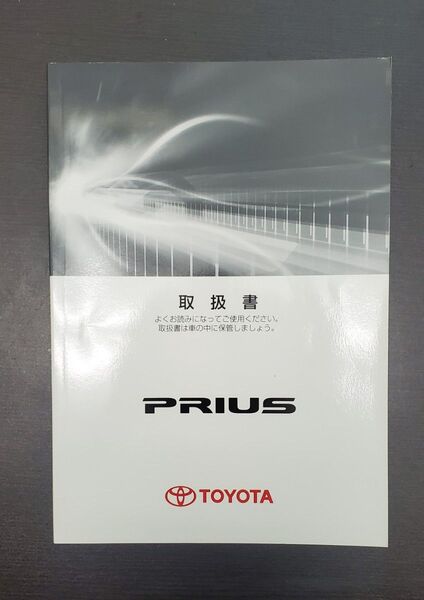 取扱書
よくお読みになってご使用ください。
取扱書は車の中に保管しましょう。
PRIUS
TOYOTA